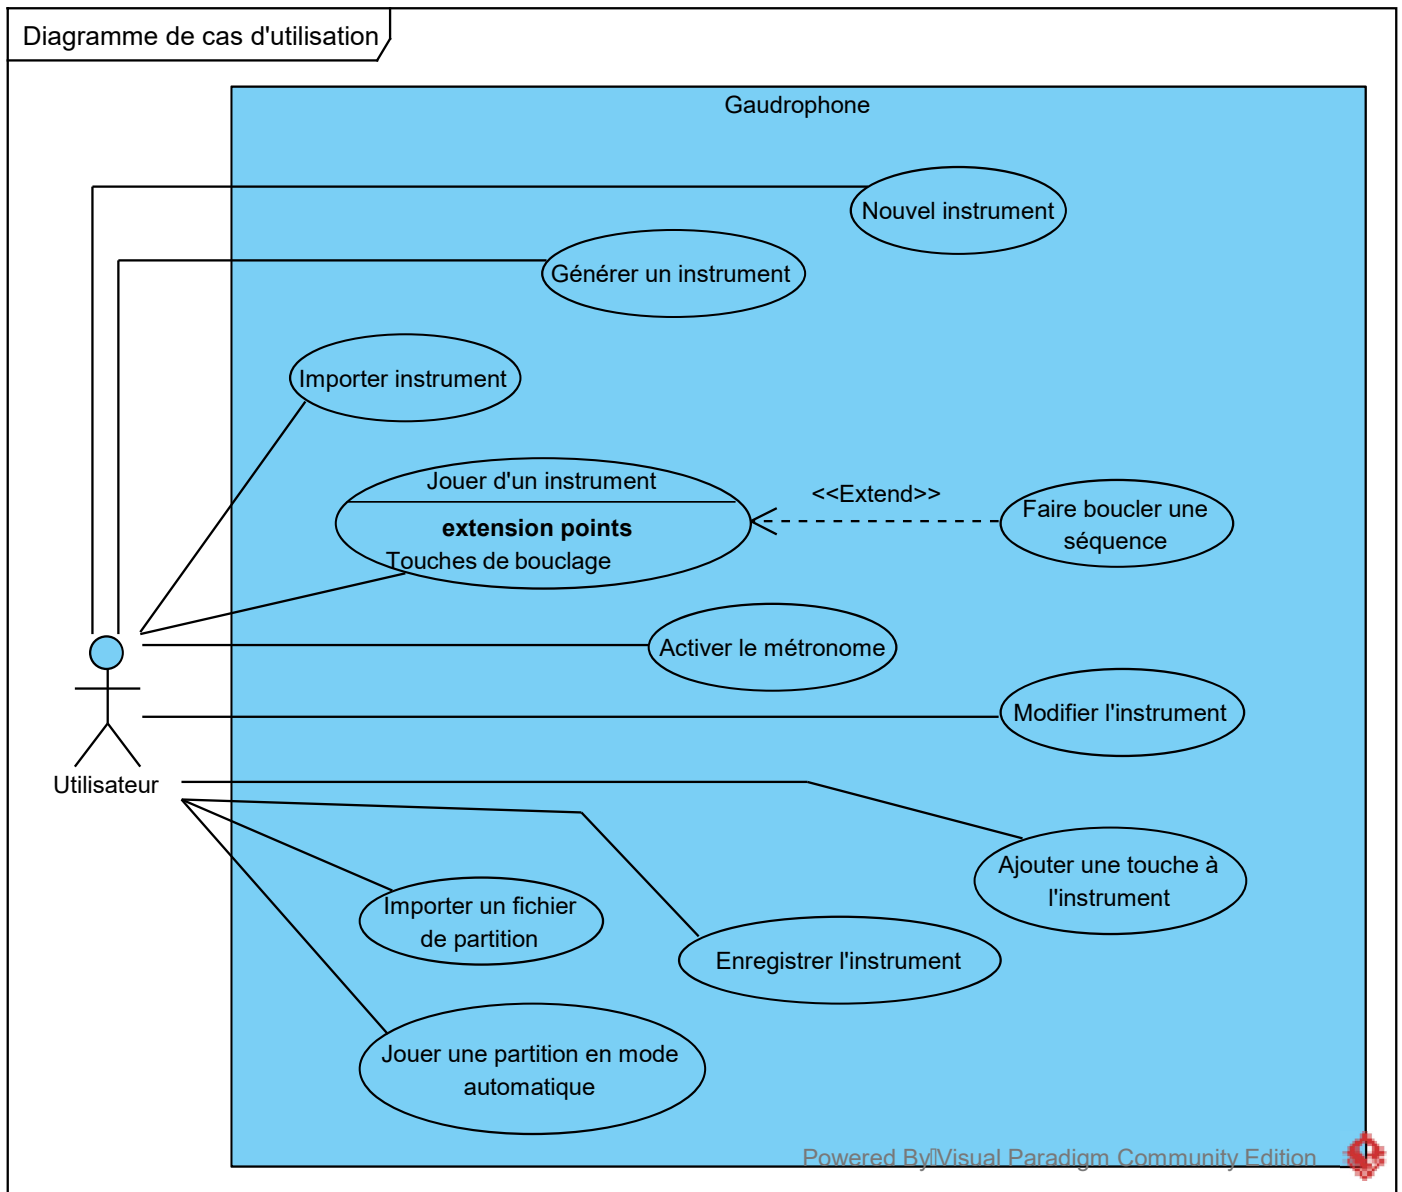 Diagramme de cas d'utilisation
Gaudrophone
Nouvel instrument
Générer un instrument
Importer instrument
Jouer d'un instrument
extension points
Touches de bouclage
<<Extend>>
Faire boucler une
séquence
Activer le métronome
Modifier l'instrument
Utilisateur
Ajouter une touche à
l'instrument
Importer un fichier
de partition
Enregistrer l'instrument
Jouer une partition en mode
automatique
Powered By Visual Paradigm Community Edition